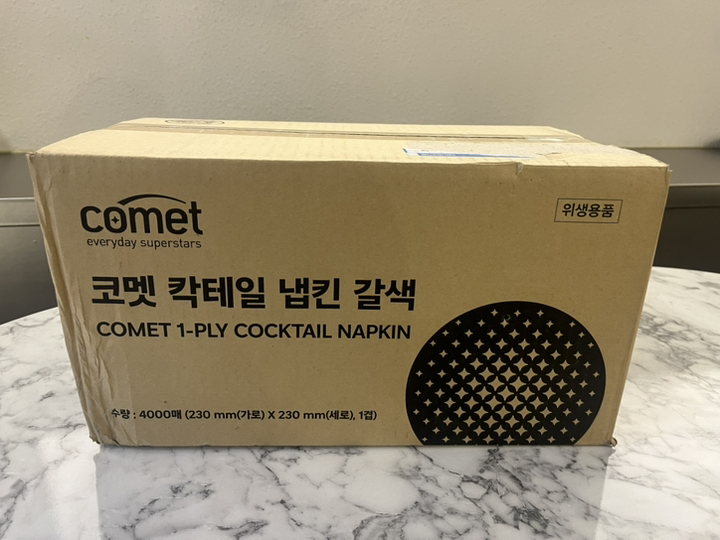 comet
everyday superstars
위생용품
코멧 칵테일 냅킨 갈색
COMET 1-PLY COCKTAIL NAPKIN
수량 : 4000매 (230 mm(가로) X 230 mm(세로), 1겹)